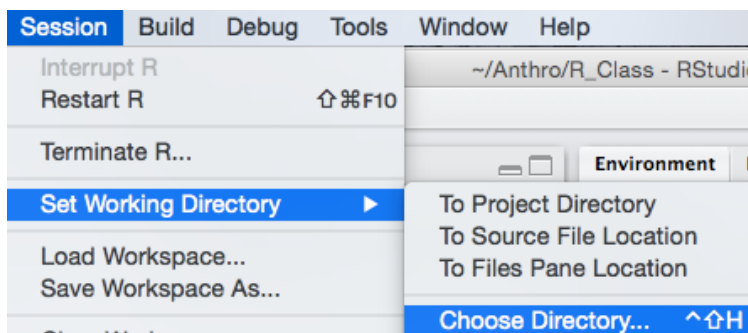 Session Build Debug Tools Window Help
Interrupt R
~/Anthro/R_Class - RStudi
Restart R ⇧⌘F10
Terminate R...
Environment
Set Working Directory ▶
To Project Directory
To Source File Location
Load Workspace...
To Files Pane Location
Save Workspace As...
Choose Directory... ^⇧H